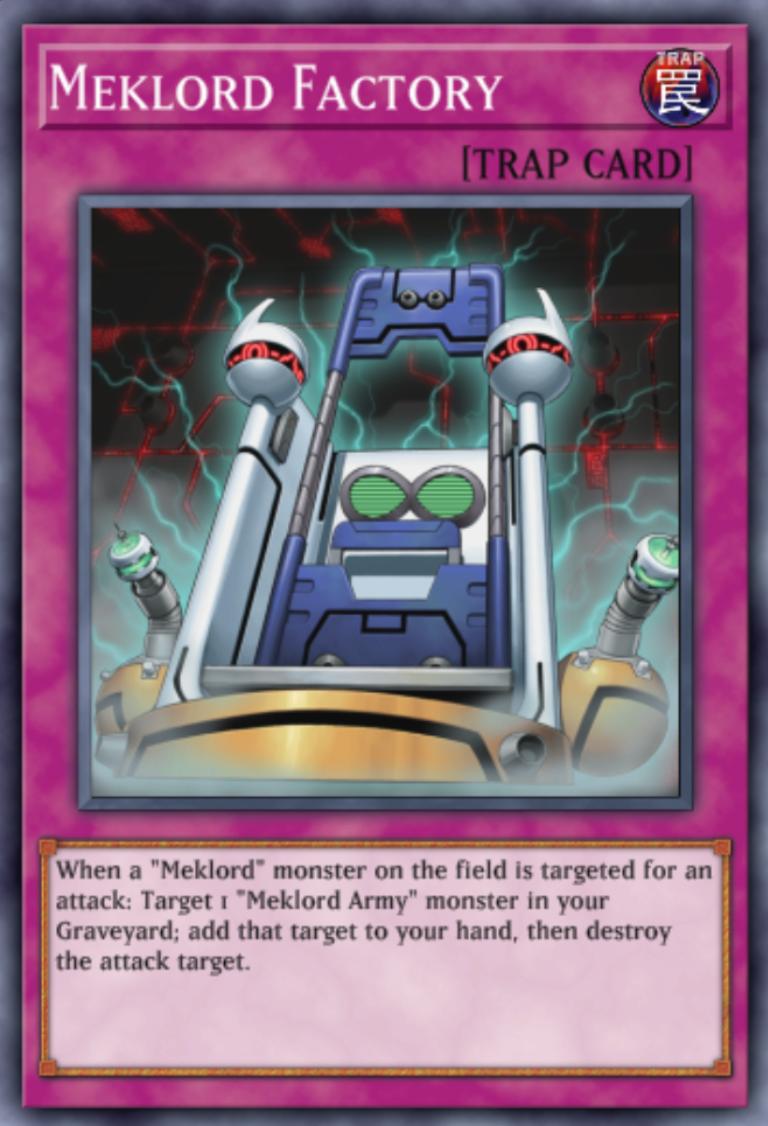 Meklord Factory
TRAP
罠
[TRAP CARD]
When a "Meklord" monster on the field is targeted for an
attack: Target 1 "Meklord Army" monster in your
Graveyard; add that target to your hand, then destroy
the attack target.